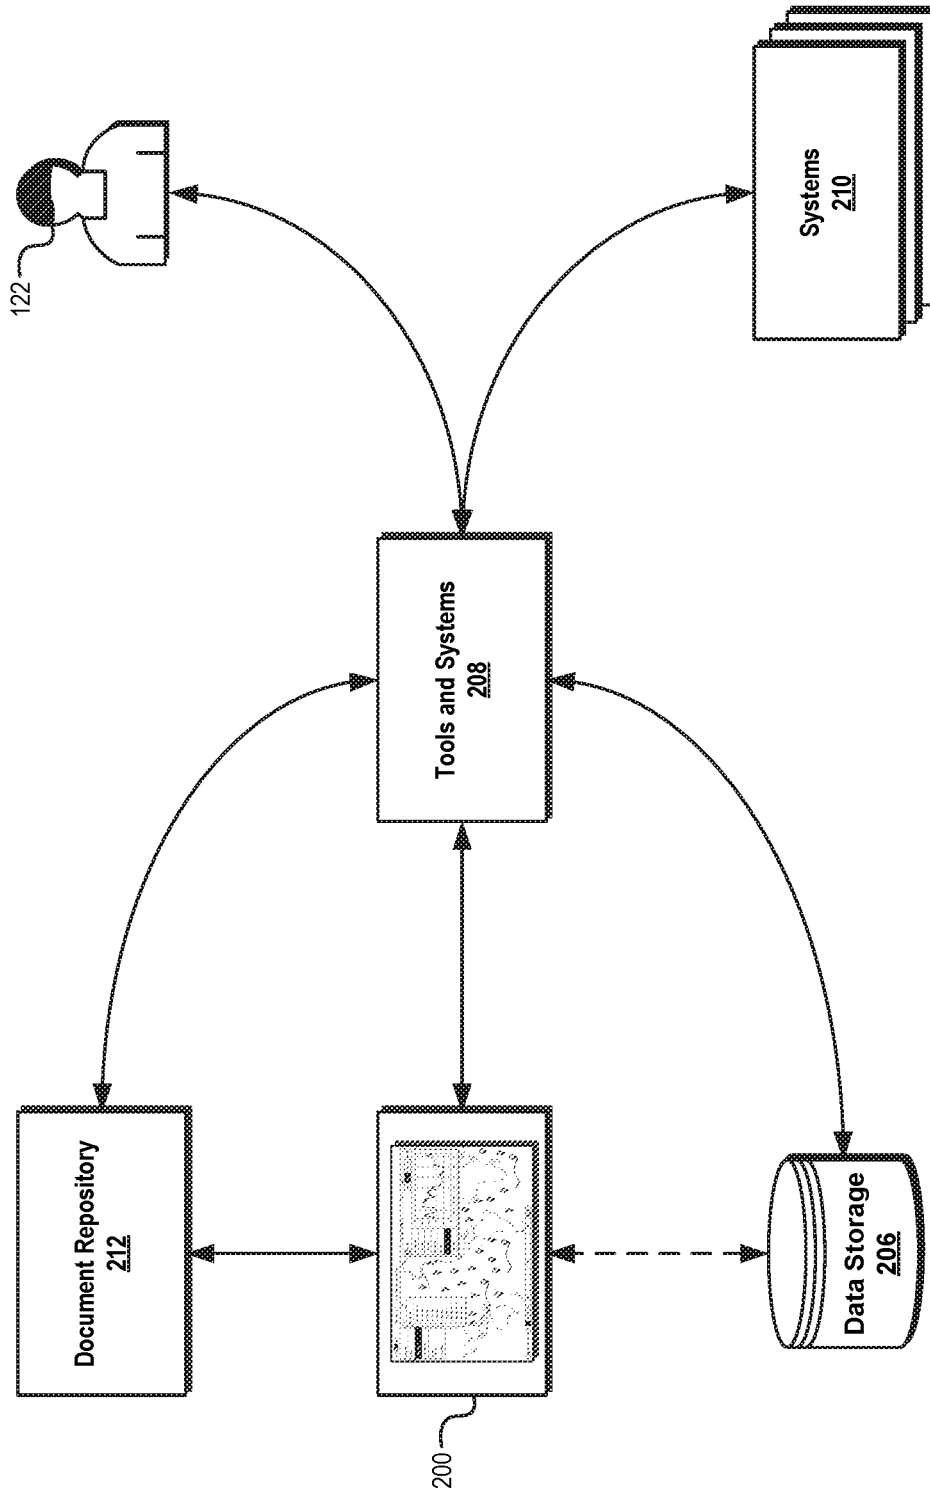 122
Systems
210
Tools and Systems
208
Document Repository
212
200
Data Storage
206